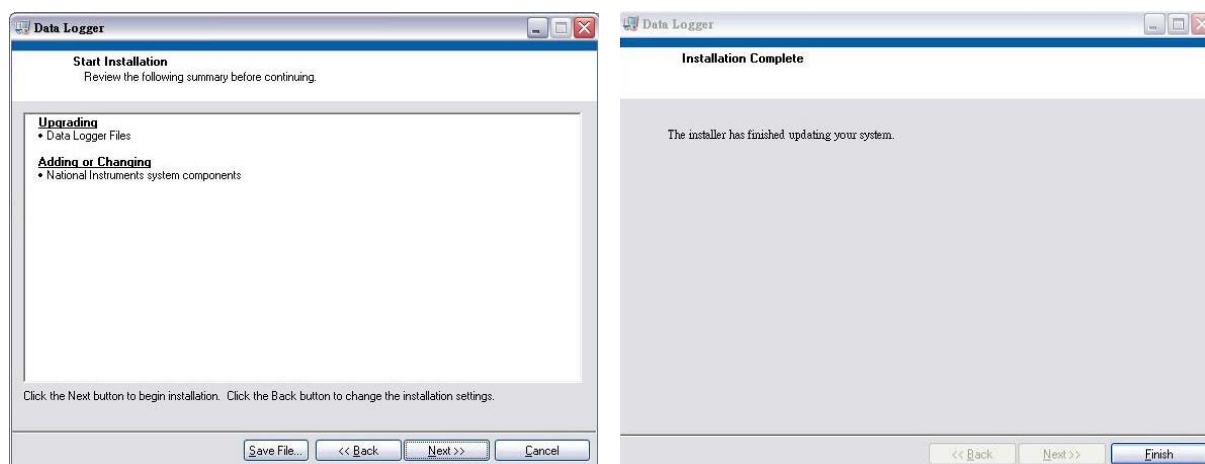 Data Logger
Start Installation
Review the following summary before continuing.
Upgrading
• Data Logger Files
Adding or Changing
• National Instruments system components
Click the Next button to begin installation. Click the Back button to change the installation settings.
Save File... << Back Next >> Cancel
Data Logger
Installation Complete
The installer has finished updating your system.
<< Back Next >> Finish